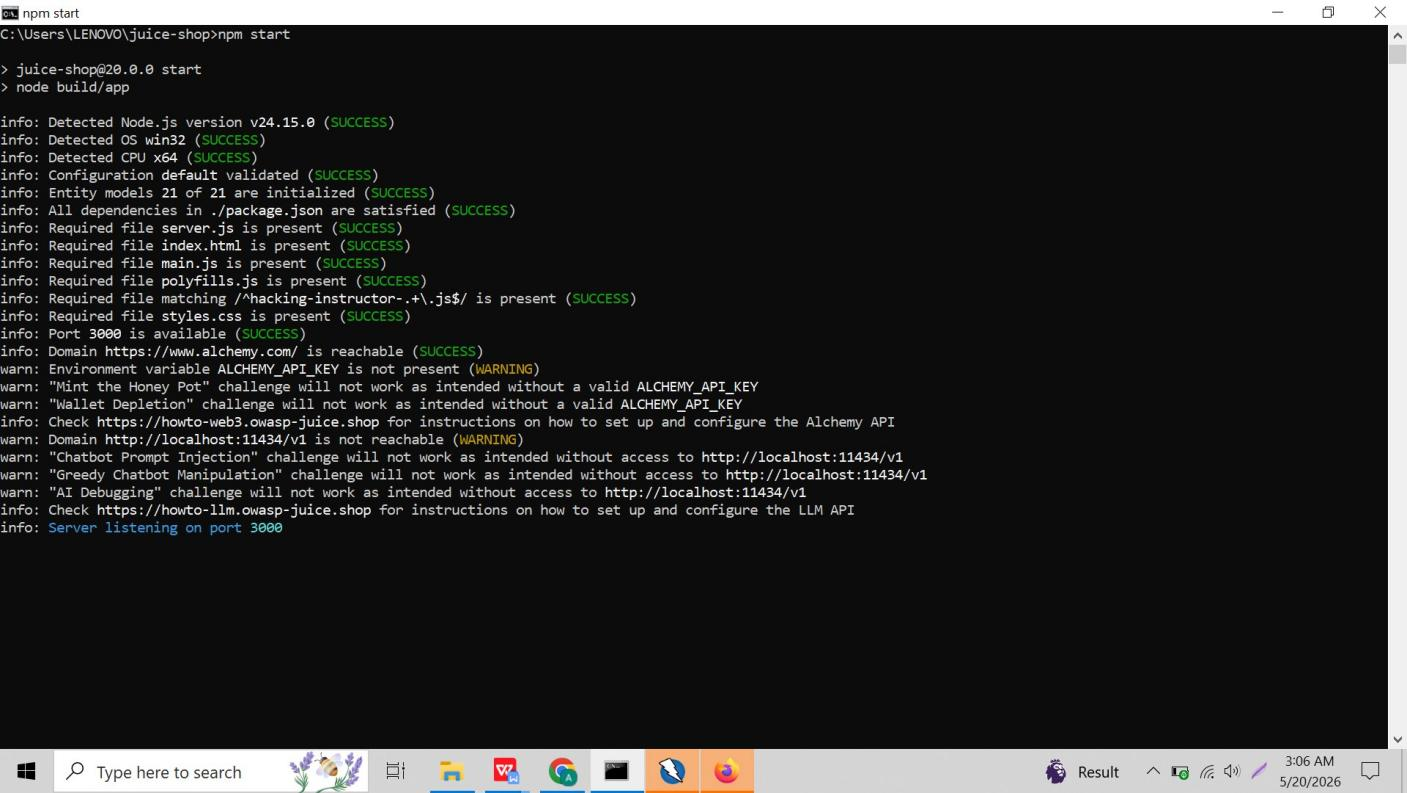 npm start
C:\Users\LENOVO\juice-shop>npm start
> juice-shop@20.0.0 start
> node build/app
info: Detected Node.js version v24.15.0 (SUCCESS)
info: Detected OS win32 (SUCCESS)
info: Detected CPU x64 (SUCCESS)
info: Configuration default validated (SUCCESS)
info: Entity models 21 of 21 are initialized (SUCCESS)
info: All dependencies in ./package.json are satisfied (SUCCESS)
info: Required file server.js is present (SUCCESS)
info: Required file index.html is present (SUCCESS)
info: Required file main.js is present (SUCCESS)
info: Required file polyfills.js is present (SUCCESS)
info: Required file matching /^hacking-instructor-.+\.js$/ is present (SUCCESS)
info: Required file styles.css is present (SUCCESS)
info: Port 3000 is available (SUCCESS)
info: Domain https://www.alchemy.com/ is reachable (SUCCESS)
warn: Environment variable ALCHEMY_API_KEY is not present (WARNING)
warn: "Mint the Honey Pot" challenge will not work as intended without a valid ALCHEMY_API_KEY
warn: "Wallet Depletion" challenge will not work as intended without a valid ALCHEMY_API_KEY
info: Check https://howto-web3.owasp-juice.shop for instructions on how to set up and configure the Alchemy API
warn: Domain http://localhost:11434/v1 is not reachable (WARNING)
warn: "Chatbot Prompt Injection" challenge will not work as intended without access to http://localhost:11434/v1
warn: "Greedy Chatbot Manipulation" challenge will not work as intended without access to http://localhost:11434/v1
warn: "AI Debugging" challenge will not work as intended without access to http://localhost:11434/v1
info: Check https://howto-llm.owasp-juice.shop for instructions on how to set up and configure the LLM API
info: Server listening on port 3000
Type here to search
Result
3:06 AM
5/20/2026